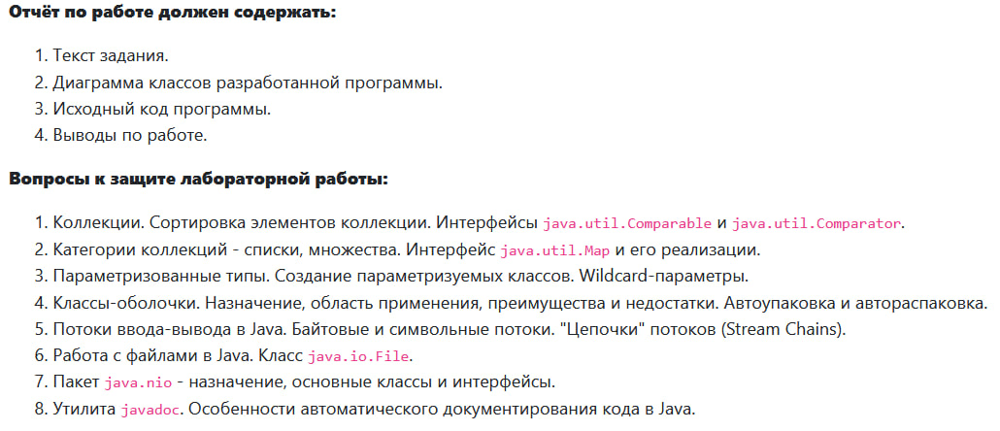 Отчёт по работе должен содержать:
1. Текст задания.
2. Диаграмма классов разработанной программы.
3. Исходный код программы.
4. Выводы по работе.
Вопросы к защите лабораторной работы:
1. Коллекции. Сортировка элементов коллекции. Интерфейсы java.util.Comparable и java.util.Comparator.
2. Категории коллекций - списки, множества. Интерфейс java.util.Map и его реализации.
3. Параметризованные типы. Создание параметризуемых классов. Wildcard-параметры.
4. Классы-оболочки. Назначение, область применения, преимущества и недостатки. Автоупаковка и автораспаковка.
5. Потоки ввода-вывода в Java. Байтовые и символьные потоки. "Цепочки" потоков (Stream Chains).
6. Работа с файлами в Java. Класс java.io.File.
7. Пакет java.nio - назначение, основные классы и интерфейсы.
8. Утилита javadoc. Особенности автоматического документирования кода в Java.